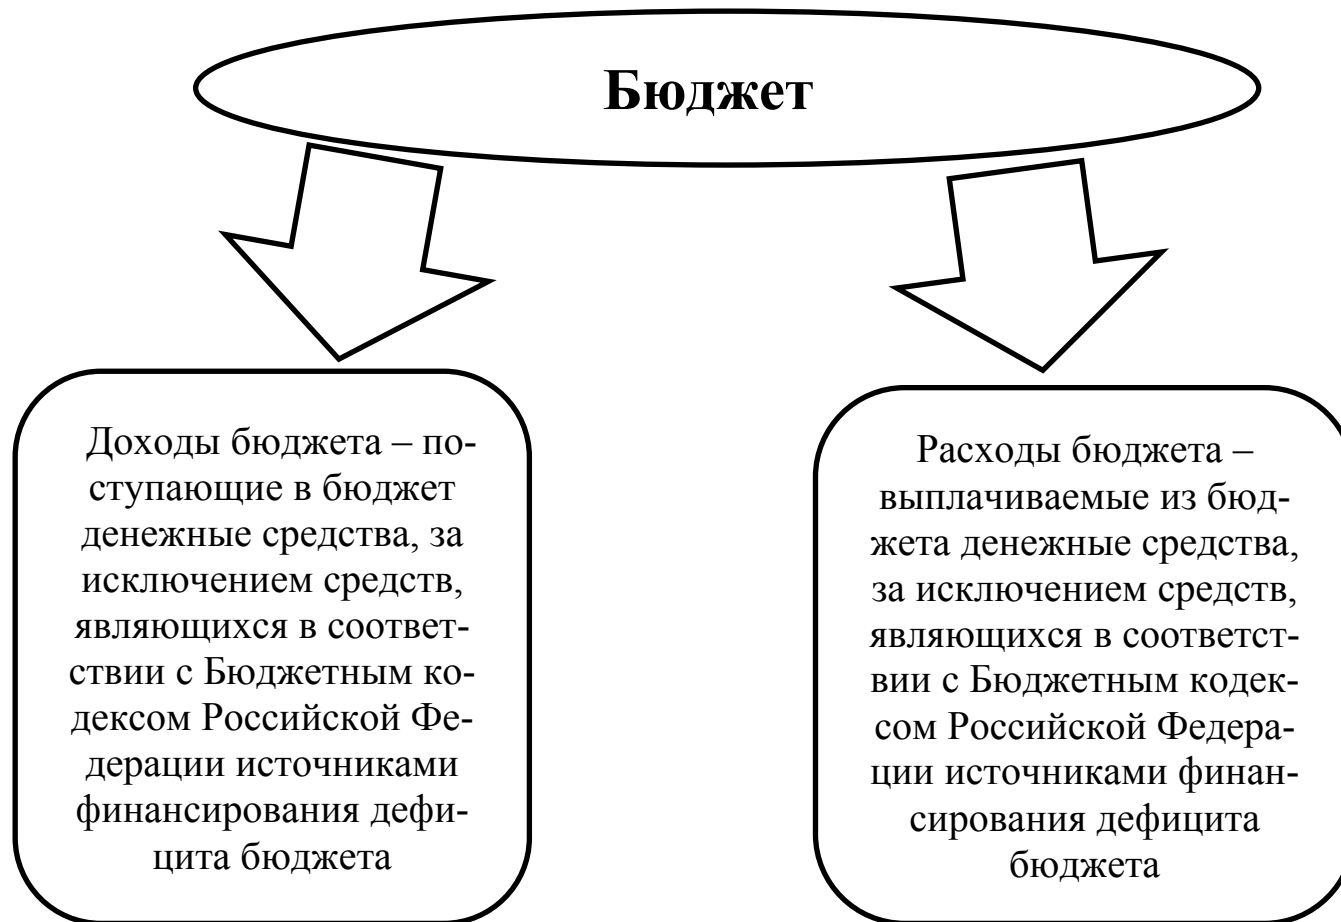 Бюджет
Доходы бюджета – по-
ступающие в бюджет
денежные средства, за
исключением средств,
являющихся в соответ-
ствии с Бюджетным ко-
дексом Российской Фе-
дерации источниками
финансирования дефи-
цита бюджета
Расходы бюджета –
выплачиваемые из бюд-
жета денежные средства,
за исключением средств,
являющихся в соответст-
вии с Бюджетным кодек-
сом Российской Федера-
ции источниками финан-
сирования дефицита
бюджета